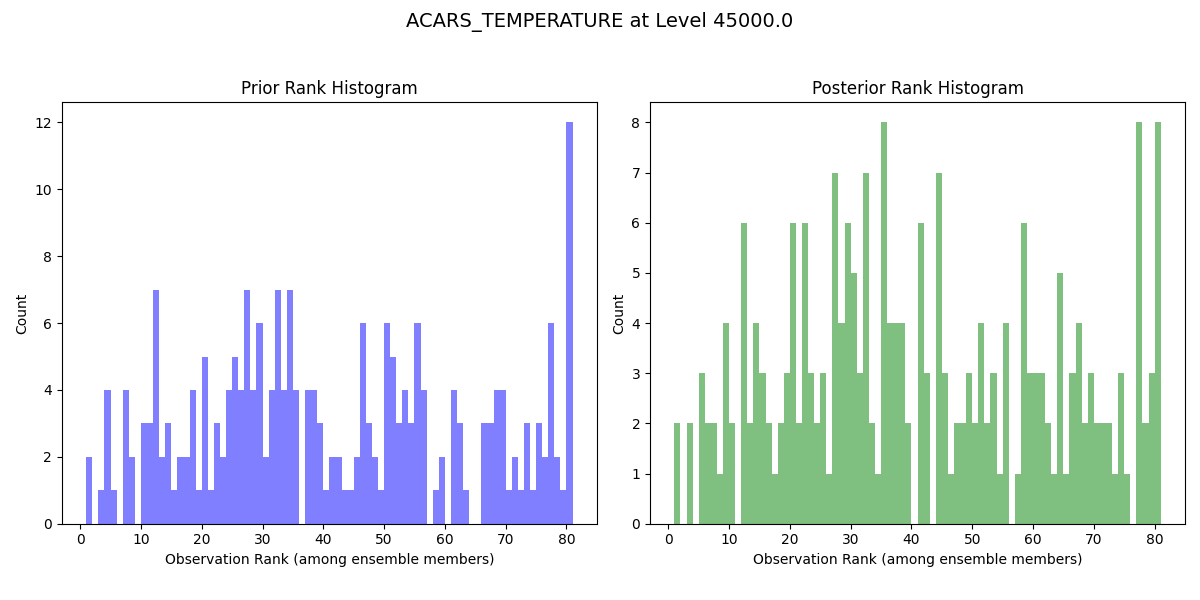 ACARS_TEMPERATURE at Level 45000.0
Prior Rank Histogram
Count
12
10
8
6
4
2
0
0 10 20 30 40 50 60 70 80
Observation Rank (among ensemble members)
Posterior Rank Histogram
Count
8
7
6
5
4
3
2
1
0
0 10 20 30 40 50 60 70 80
Observation Rank (among ensemble members)